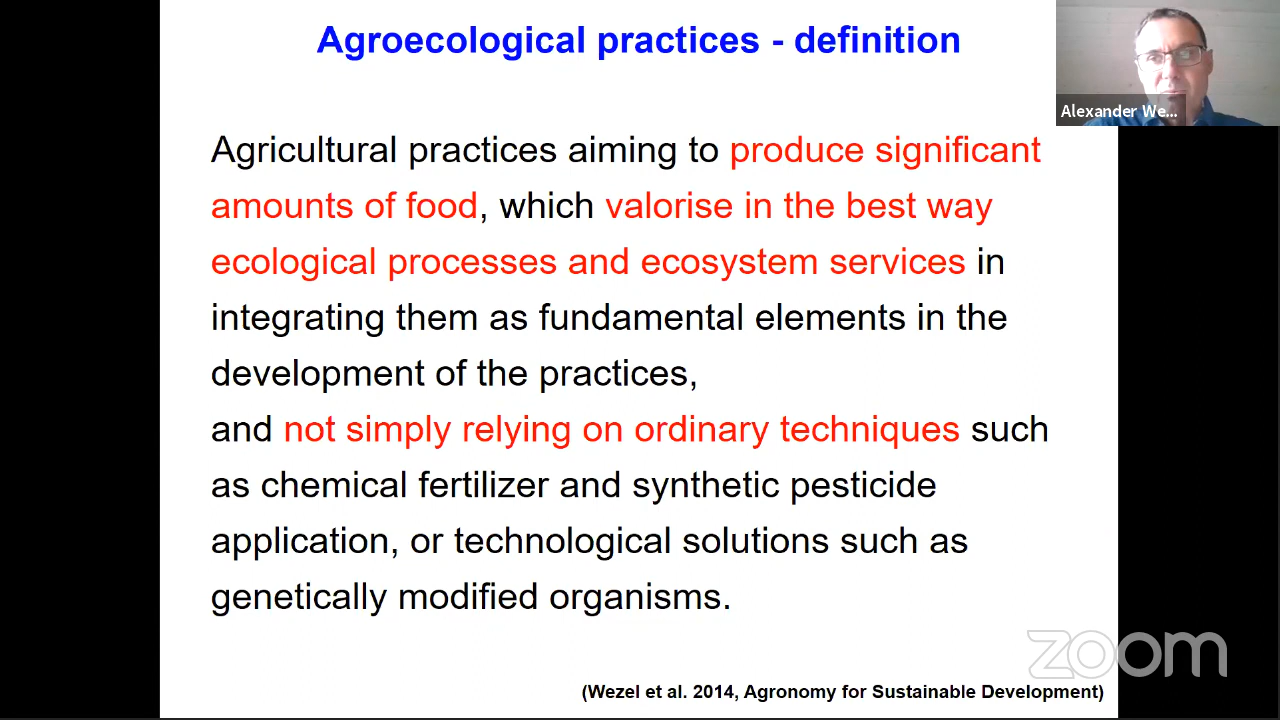 Agroecological practices - definition
Alexander We...
Agricultural practices aiming to produce significant
amounts of food, which valorise in the best way
ecological processes and ecosystem services in
integrating them as fundamental elements in the
development of the practices,
and not simply relying on ordinary techniques such
as chemical fertilizer and synthetic pesticide
application, or technological solutions such as
genetically modified organisms.
zoom
(Wezel et al. 2014, Agronomy for Sustainable Development)